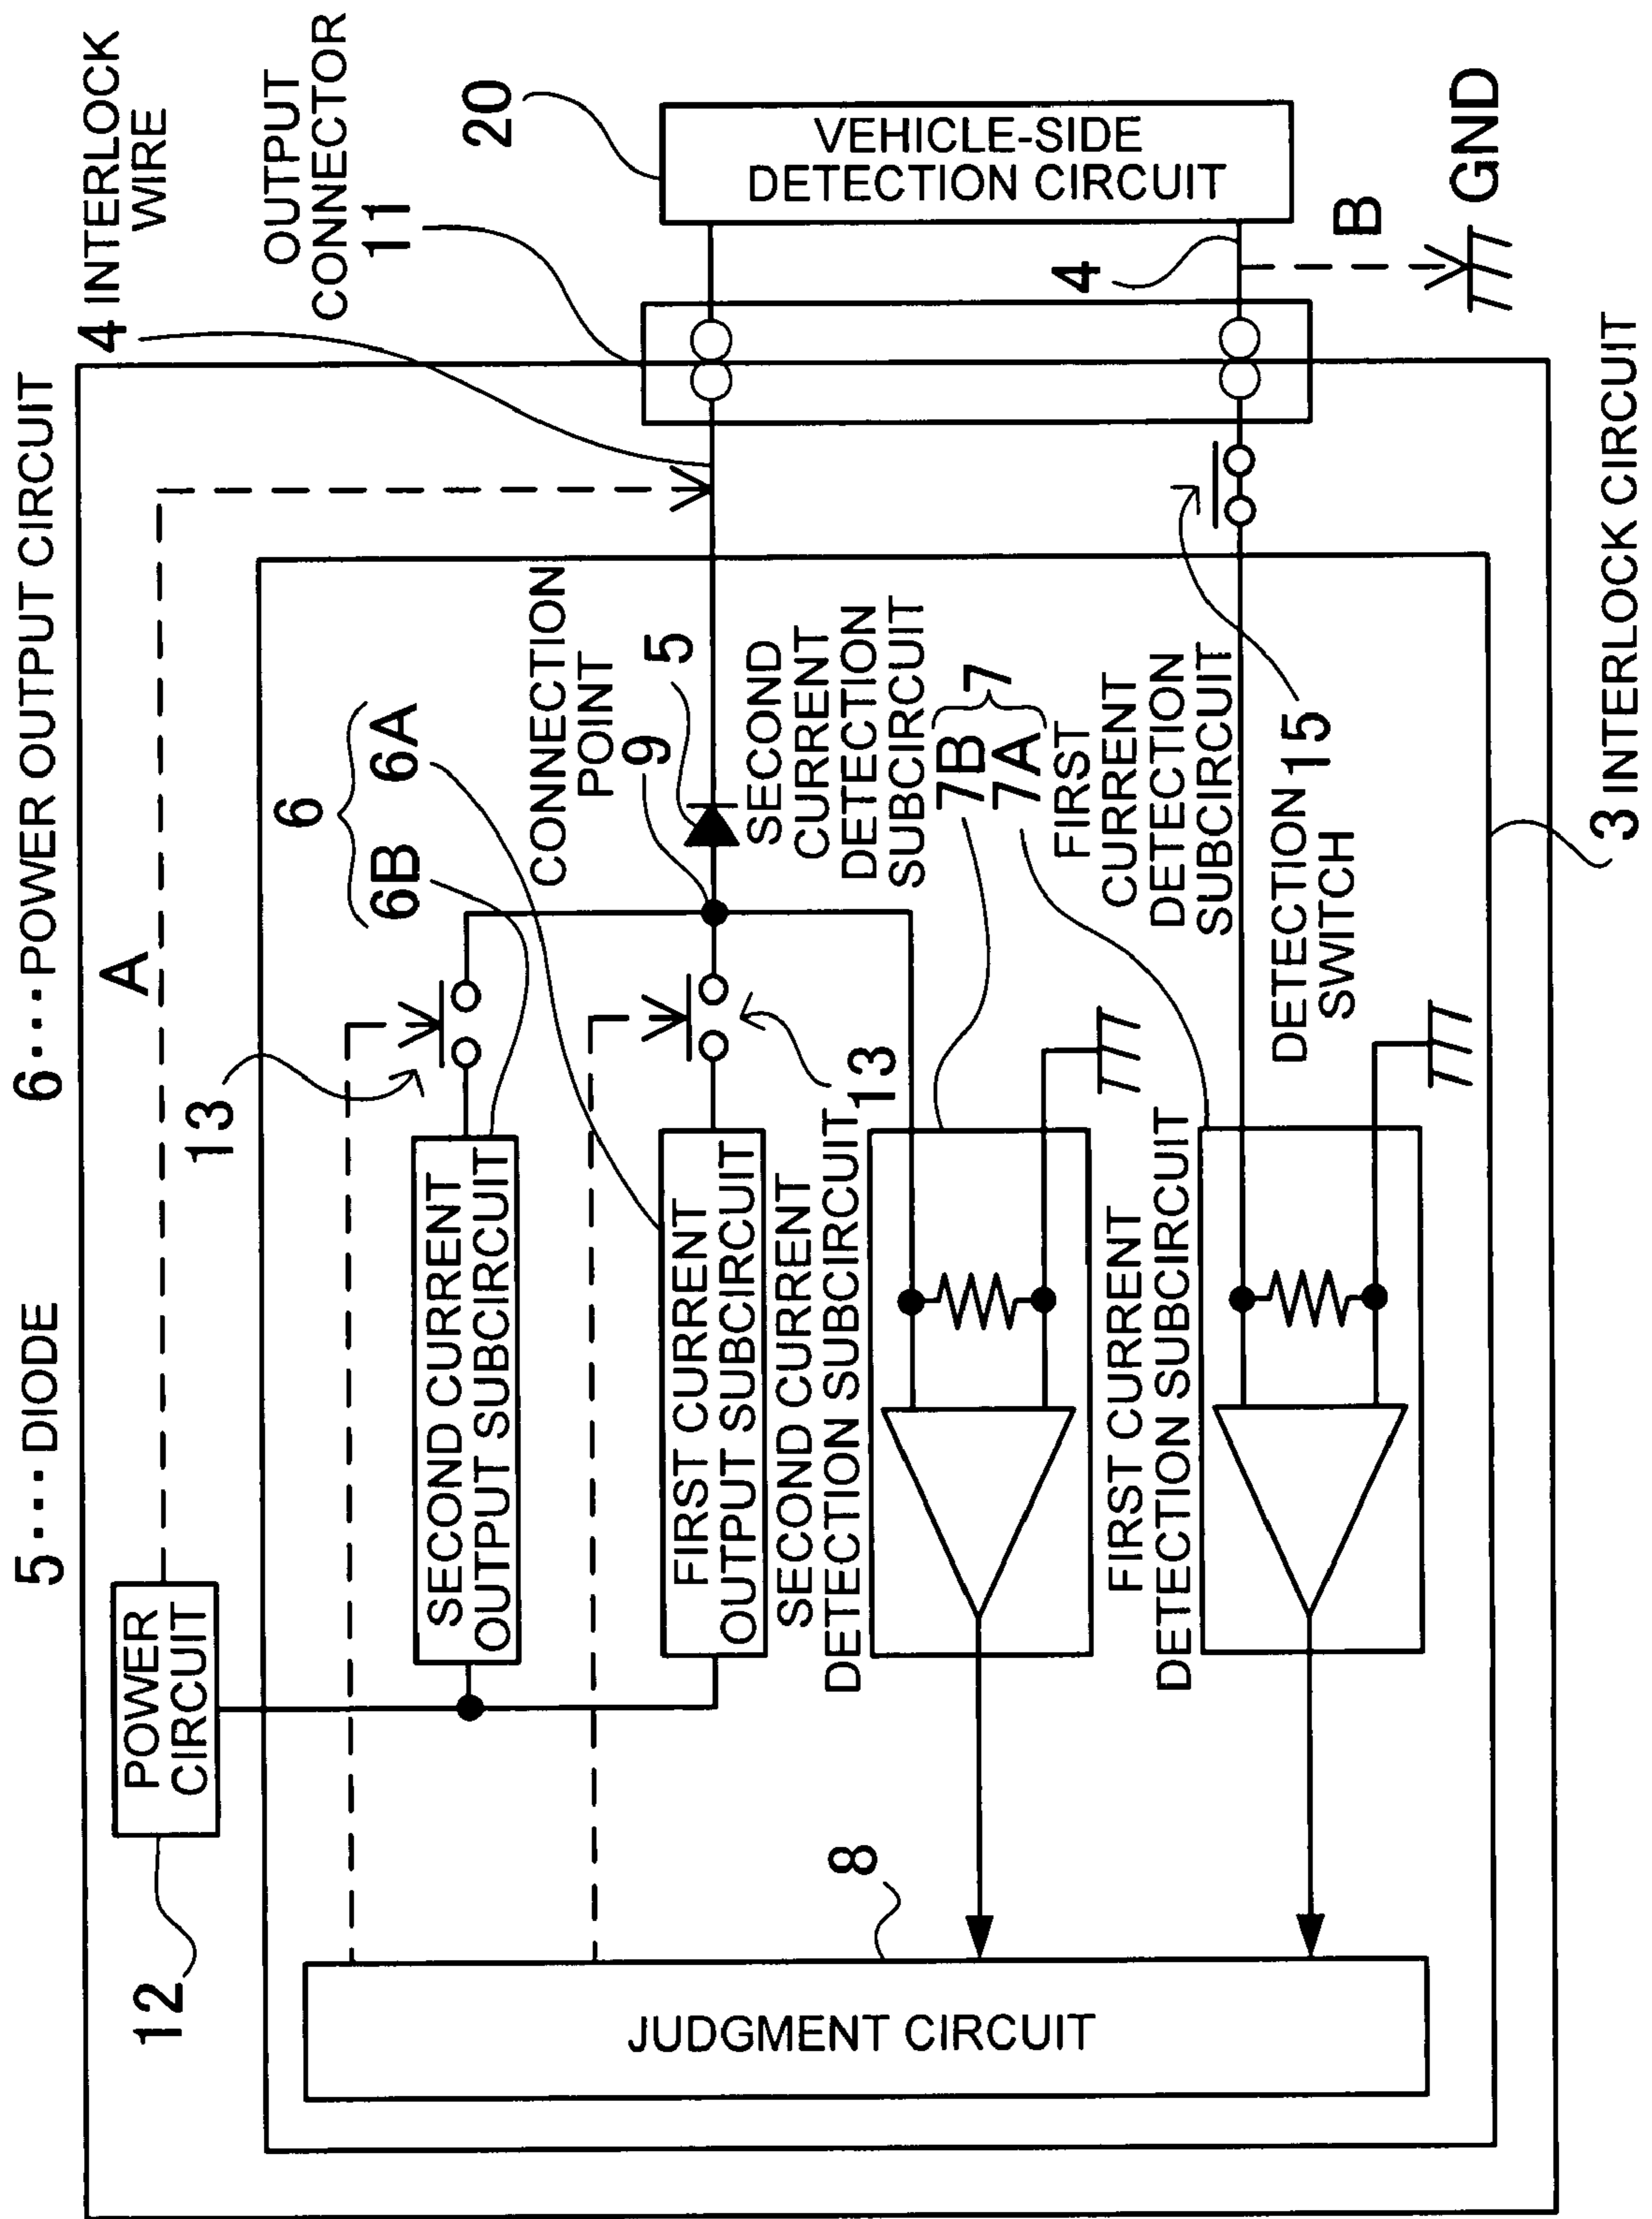 5···DIODE
6···POWER OUTPUT CIRCUIT
4 INTERLOCK
WIRE
OUTPUT
CONNECTOR
11
A
12
POWER
CIRCUIT
13
6
6B
6A
SECOND CURRENT
OUTPUT SUBCIRCUIT
CONNECTION
POINT
9
5
20
VEHICLE-SIDE
DETECTION CIRCUIT
FIRST CURRENT
OUTPUT SUBCIRCUIT
13
SECOND
CURRENT
DETECTION
SUBCIRCUIT
7B
7A
7
SECOND CURRENT
DETECTION SUBCIRCUIT
8
JUDGMENT CIRCUIT
FIRST
CURRENT
DETECTION
SUBCIRCUIT
FIRST CURRENT
DETECTION SUBCIRCUIT
4
B
GND
DETECTION
SWITCH
15
3 INTERLOCK CIRCUIT